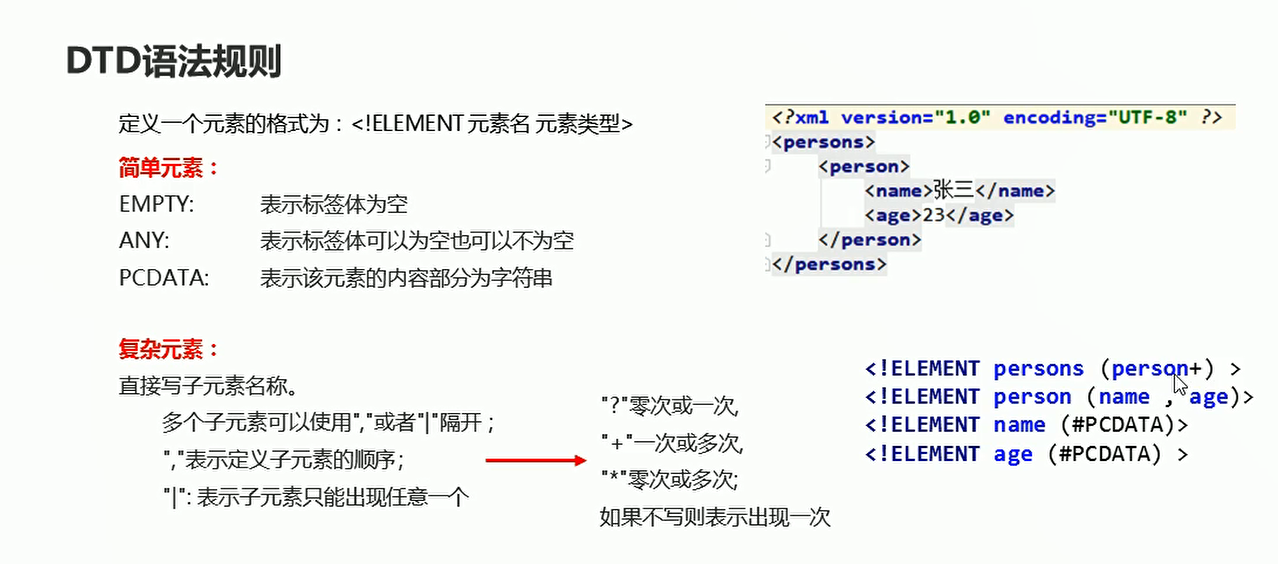 DTD语法规则
定义一个元素的格式为：<!ELEMENT 元素名 元素类型>
简单元素：
EMPTY: 表示标签体为空
ANY: 表示标签体可以为空也可以不为空
PCDATA: 表示该元素的内容部分为字符串
复杂元素：
直接写子元素名称。
多个子元素可以使用","或者"|"隔开；
","表示定义子元素的顺序；
"|": 表示子元素只能出现任意一个
"?"零次或一次,
"+"一次或多次,
"*"零次或多次;
如果不写则表示出现一次
<?xml version="1.0" encoding="UTF-8" ?>
<persons>
<person>
<name>张三</name>
<age>23</age>
</person>
</persons>
<!ELEMENT persons (person+) >
<!ELEMENT person (name , age)>
<!ELEMENT name (#PCDATA)>
<!ELEMENT age (#PCDATA) >